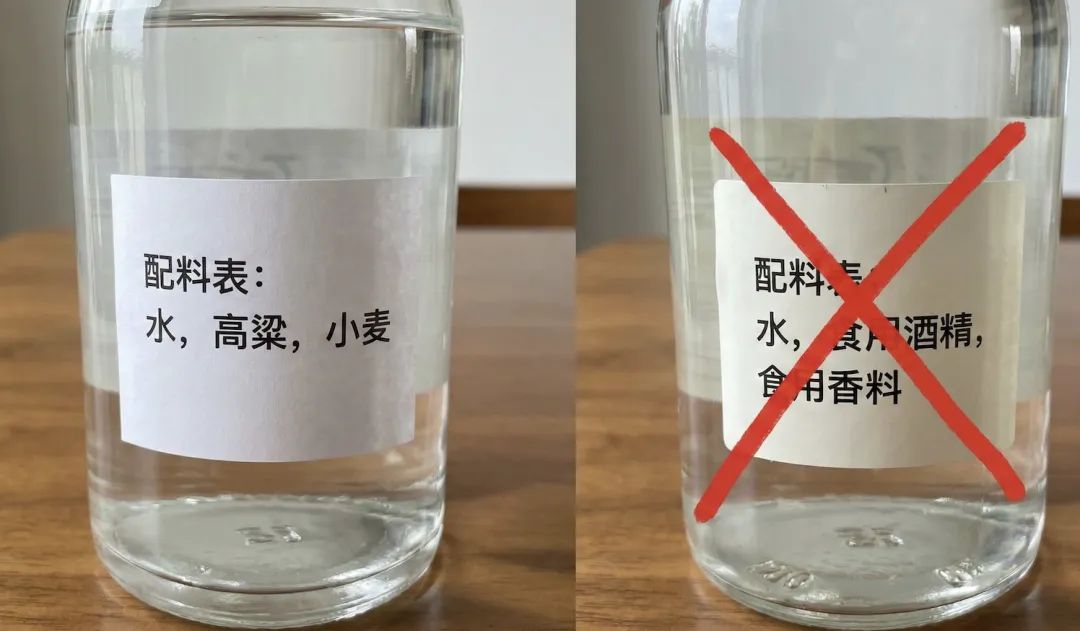 配料表：
水，高粱，小麦
配料表：
水，食用酒精，
食用香料